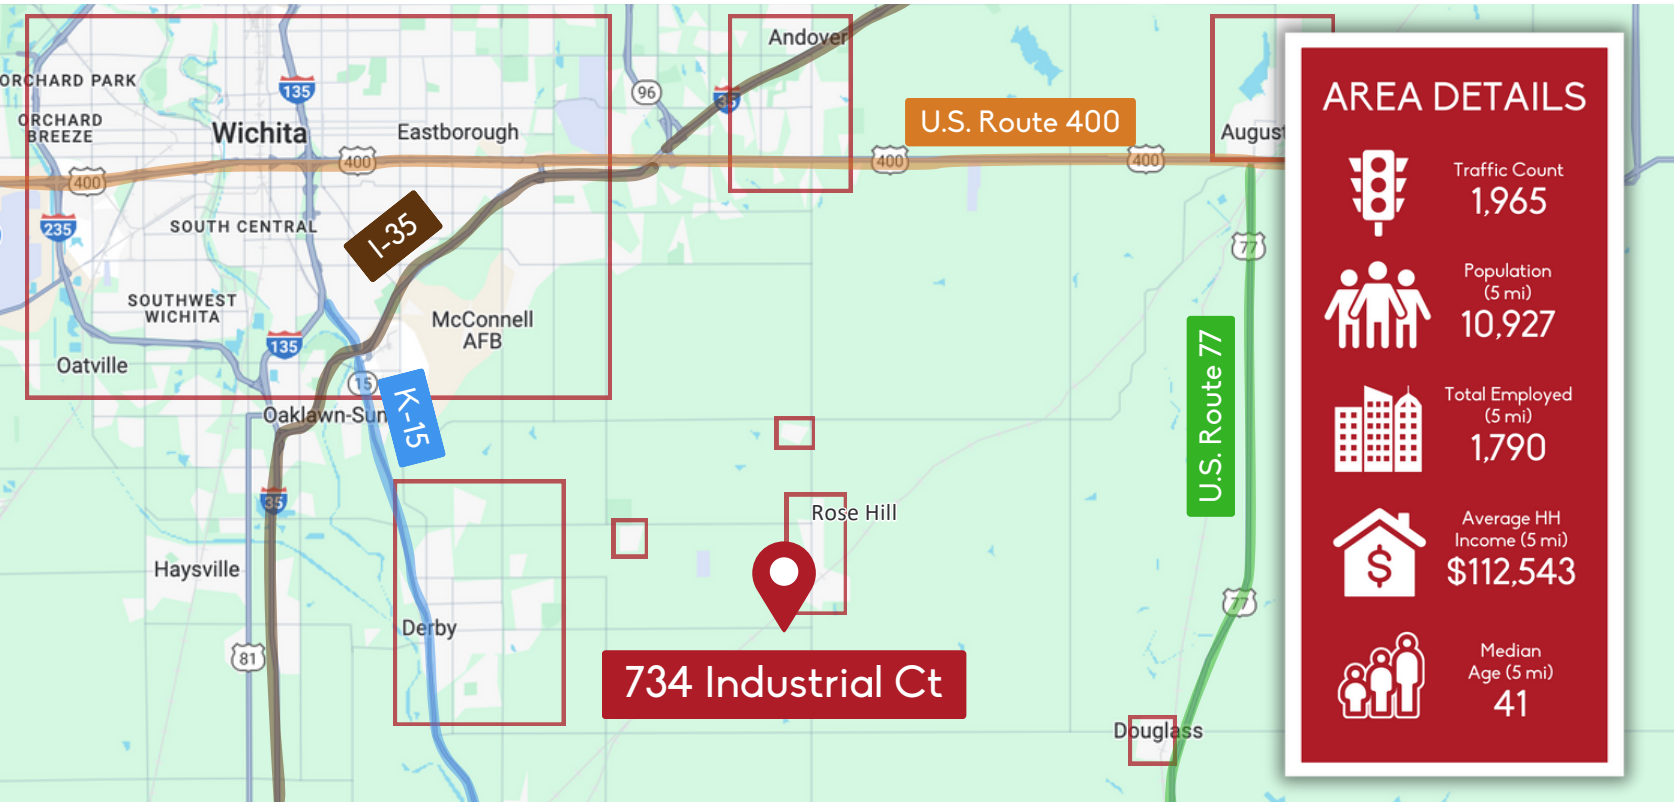 Andover
ORCHARD PARK
135
96
35
ORCHARD
BREEZE
Wichita
Eastborough
U.S. Route 400
August
400
400
400
400
235
SOUTH CENTRAL
I-35
77
SOUTHWEST
WICHITA
McConnell
AFB
135
Oatville
15
K-15
Oaklawn-Sun
U.S. Route 77
35
Rose Hill
Haysville
77
Derby
81
734 Industrial Ct
Douglass
AREA DETAILS
Traffic Count
1,965
Population
(5 mi)
10,927
Total Employed
(5 mi)
1,790
Average HH
Income (5 mi)
$112,543
$
Median
Age (5 mi)
41